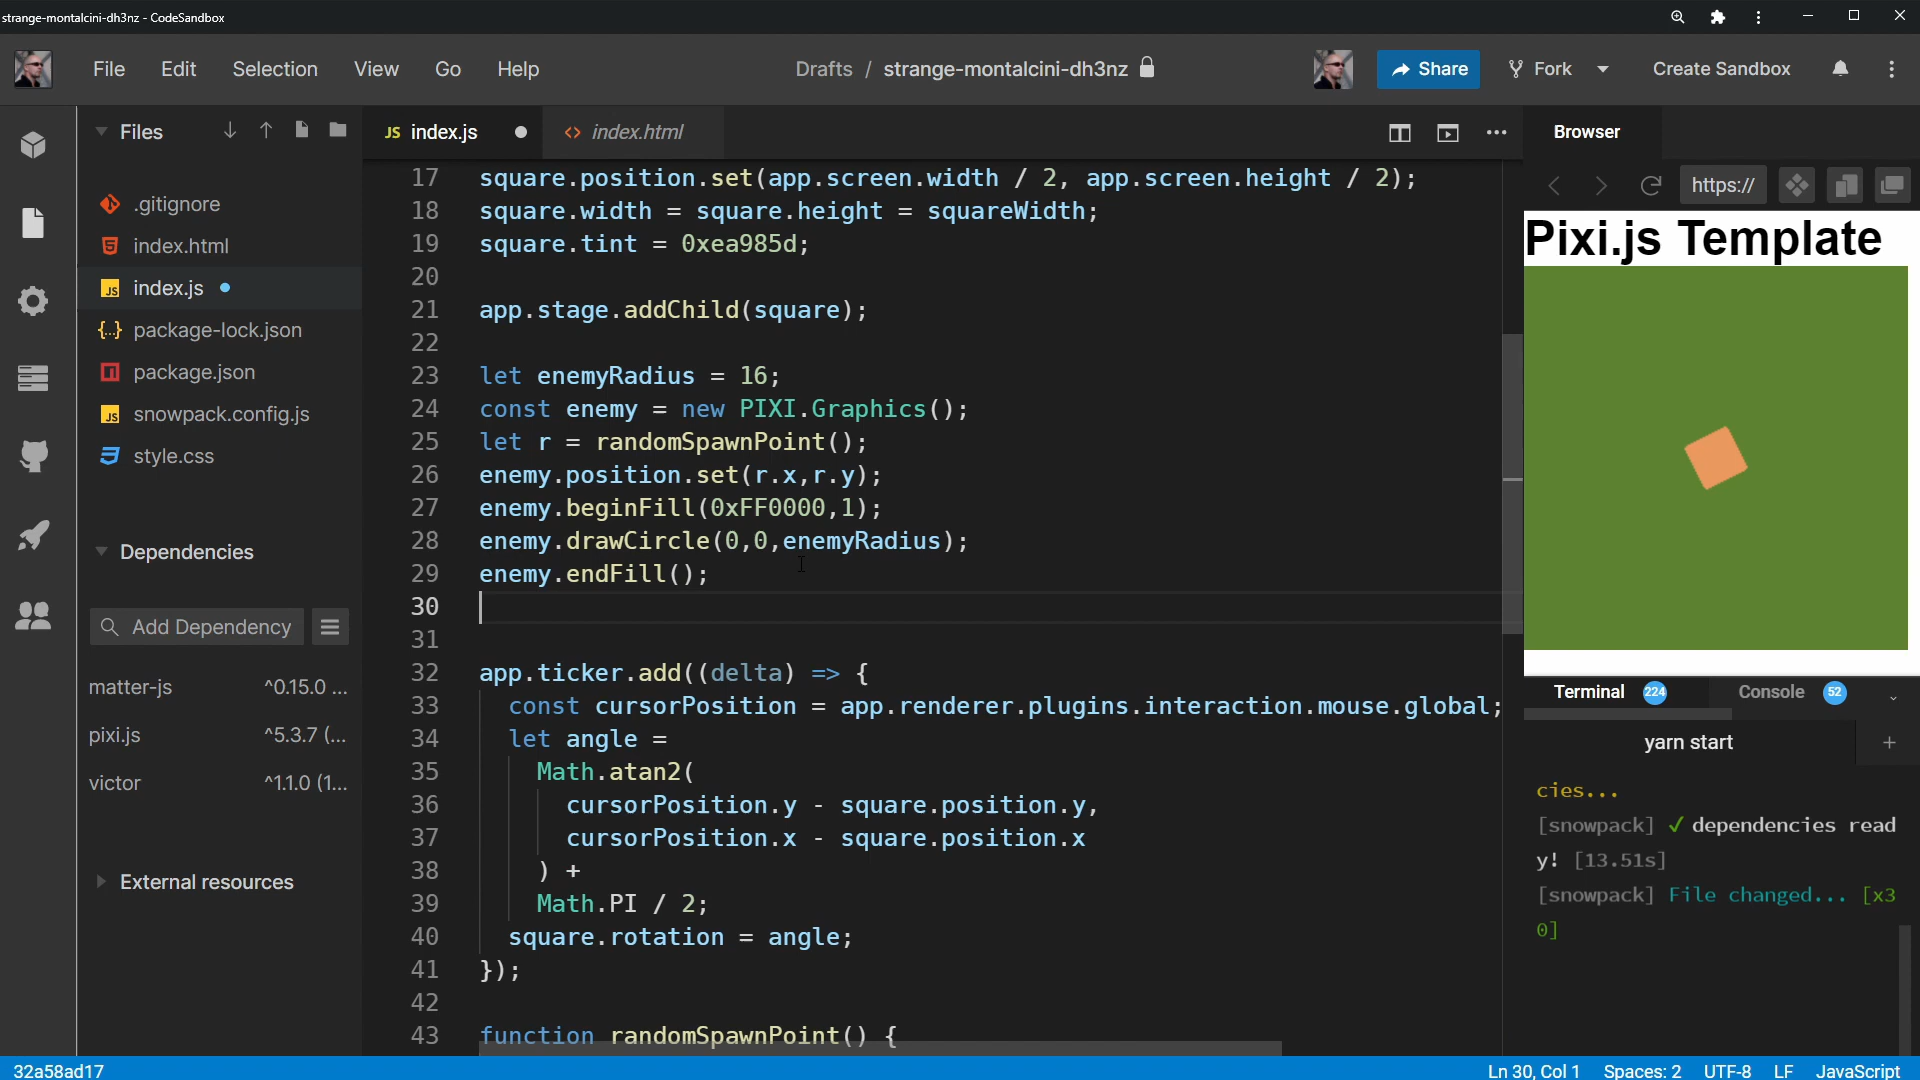 strange-montalcini-dh3nz - CodeSandbox
File Edit Selection View Go Help
Drafts / strange-montalcini-dh3nz
Share Fork Create Sandbox
Files
.gitignore
index.html
index.js
package-lock.json
package.json
snowpack.config.js
style.css
Dependencies
Add Dependency
matter-js ^0.15.0 ...
pixi.js ^5.3.7 (...
victor ^1.1.0 (1...
External resources
JS index.js
<> index.html
17 square.position.set(app.screen.width / 2, app.screen.height / 2);
18 square.width = square.height = squareWidth;
19 square.tint = 0xea985d;
20
21 app.stage.addChild(square);
22
23 let enemyRadius = 16;
24 const enemy = new PIXI.Graphics();
25 let r = randomSpawnPoint();
26 enemy.position.set(r.x,r.y);
27 enemy.beginFill(0xFF0000,1);
28 enemy.drawCircle(0,0,enemyRadius);
29 enemy.endFill();
30
31
32 app.ticker.add((delta) => {
33 const cursorPosition = app.renderer.plugins.interaction.mouse.global;
34 let angle =
35 Math.atan2(
36 cursorPosition.y - square.position.y,
37 cursorPosition.x - square.position.x
38 ) +
39 Math.PI / 2;
40 square.rotation = angle;
41 });
42
43 function randomSpawnPoint() {
Browser
https://
Pixi.js Template
Terminal 224 Console 52
yarn start +
cies...
[snowpack] ✓ dependencies read
y! [13.51s]
[snowpack] File changed... [x3
0]
32a58ad17
Ln 30, Col 1 Spaces: 2 UTF-8 LF JavaScript